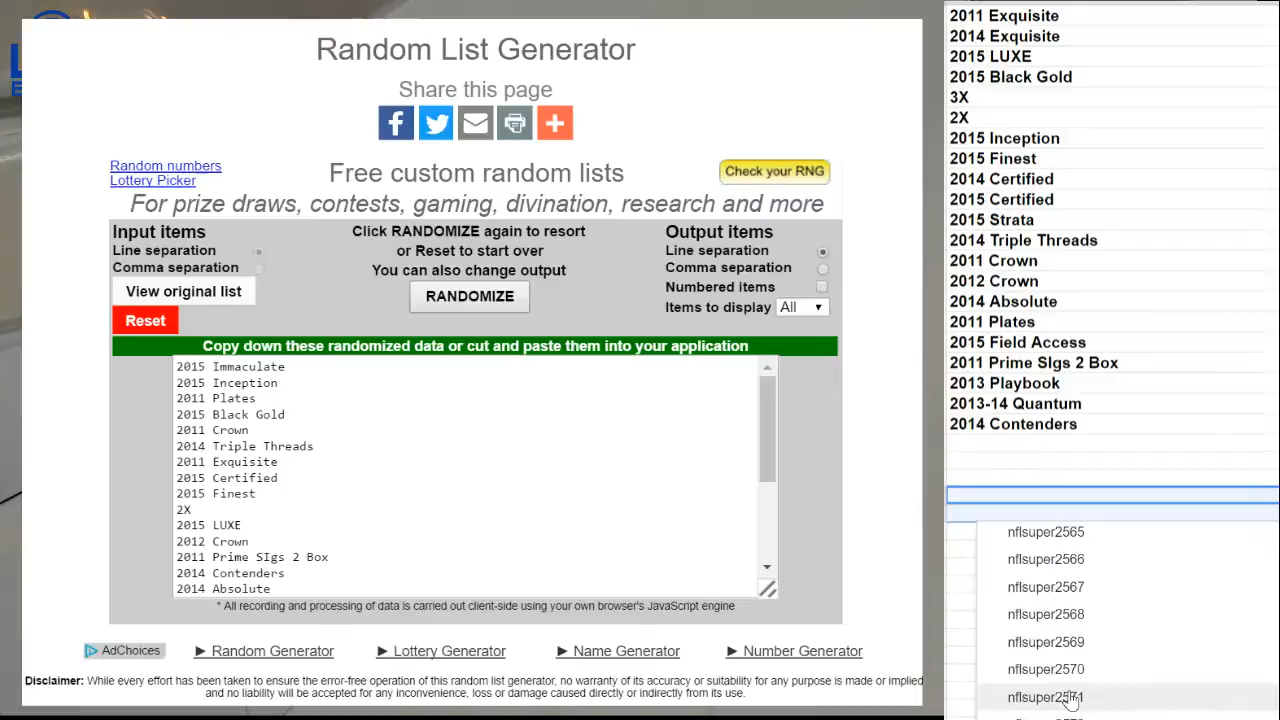 Random List Generator
Share this page
Random numbers
Lottery Picker
Free custom random lists
Check your RNG
For prize draws, contests, gaming, divination, research and more
Input items
Line separation
Comma separation
View original list
Reset
Click RANDOMIZE again to resort
or Reset to start over
You can also change output
RANDOMIZE
Output items
Line separation
Comma separation
Numbered items
Items to display All
Copy down these randomized data or cut and paste them into your application
2015 Immaculate
2015 Inception
2011 Plates
2015 Black Gold
2011 Crown
2014 Triple Threads
2011 Exquisite
2015 Certified
2015 Finest
2X
2015 LUXE
2012 Crown
2011 Prime SIgs 2 Box
2014 Contenders
2014 Absolute
* All recording and processing of data is carried out client-side using your own browser's JavaScript engine
AdChoices
► Random Generator
► Lottery Generator
► Name Generator
► Number Generator
Disclaimer: While every effort has been taken to ensure the error-free operation of this random list generator, no warranty of its accuracy or suitability for any purpose is made or implied
and no liability will be accepted for any inconvenience, loss or damage caused directly or indirectly from its use.
2011 Exquisite
2014 Exquisite
2015 LUXE
2015 Black Gold
3X
2X
2015 Inception
2015 Finest
2014 Certified
2015 Certified
2015 Strata
2014 Triple Threads
2011 Crown
2012 Crown
2014 Absolute
2011 Plates
2015 Field Access
2011 Prime SIgs 2 Box
2013 Playbook
2013-14 Quantum
2014 Contenders
nflsuper2565
nflsuper2566
nflsuper2567
nflsuper2568
nflsuper2569
nflsuper2570
nflsuper2571